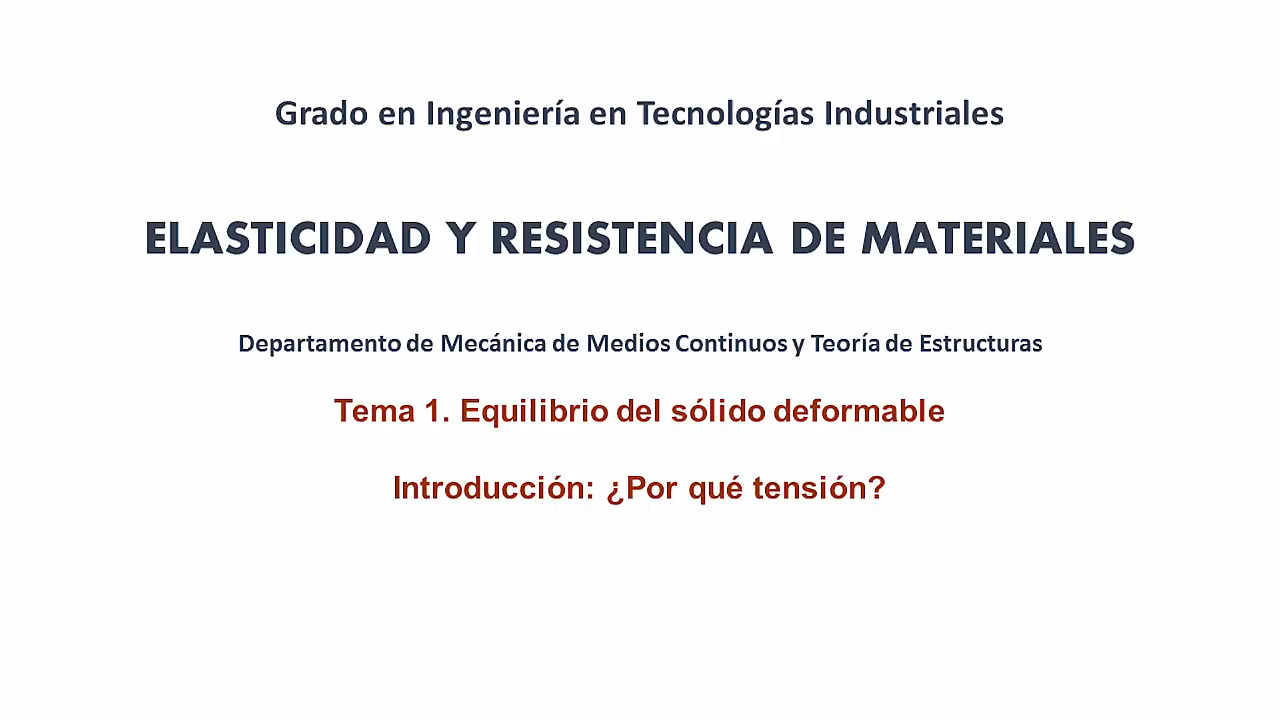 Grado en Ingeniería en Tecnologías Industriales
ELASTICIDAD Y RESISTENCIA DE MATERIALES
Departamento de Mecánica de Medios Continuos y Teoría de Estructuras
Tema 1. Equilibrio del sólido deformable
Introducción: ¿Por qué tensión?